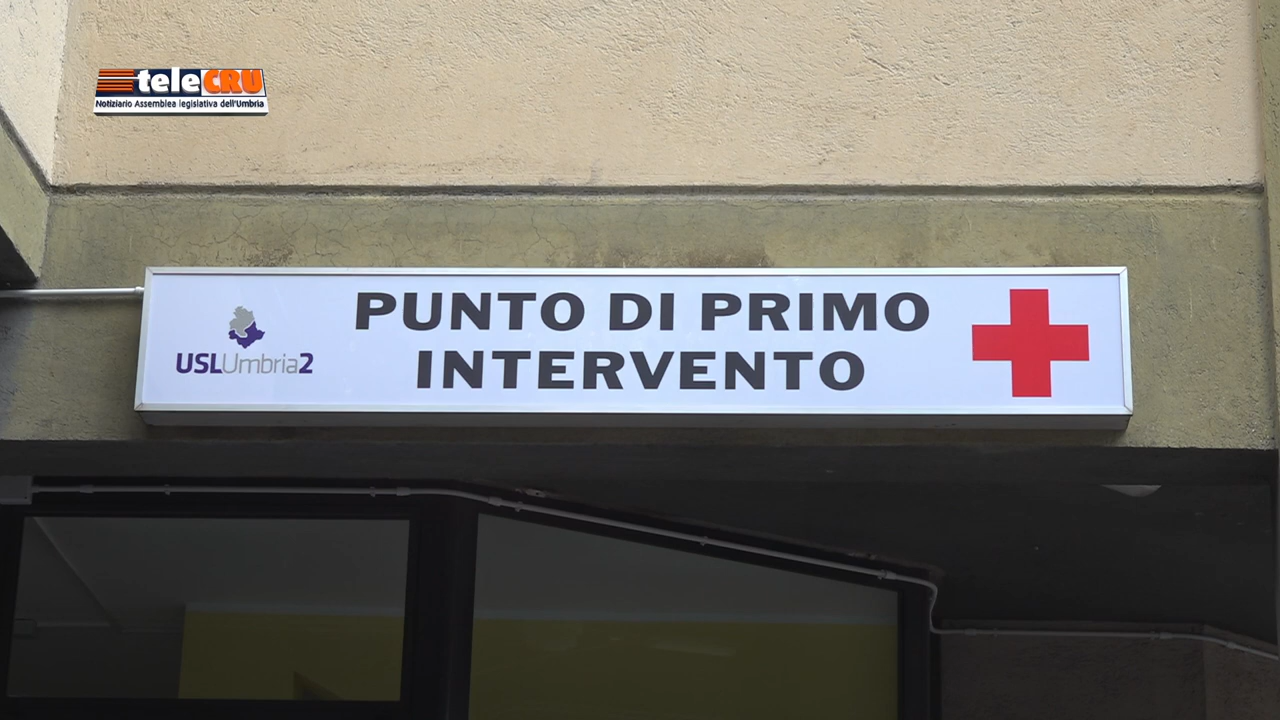 teleCRU
Notiziario Assemblea legislativa dell'Umbria
PUNTO DI PRIMO
INTERVENTO
USLUmbria2